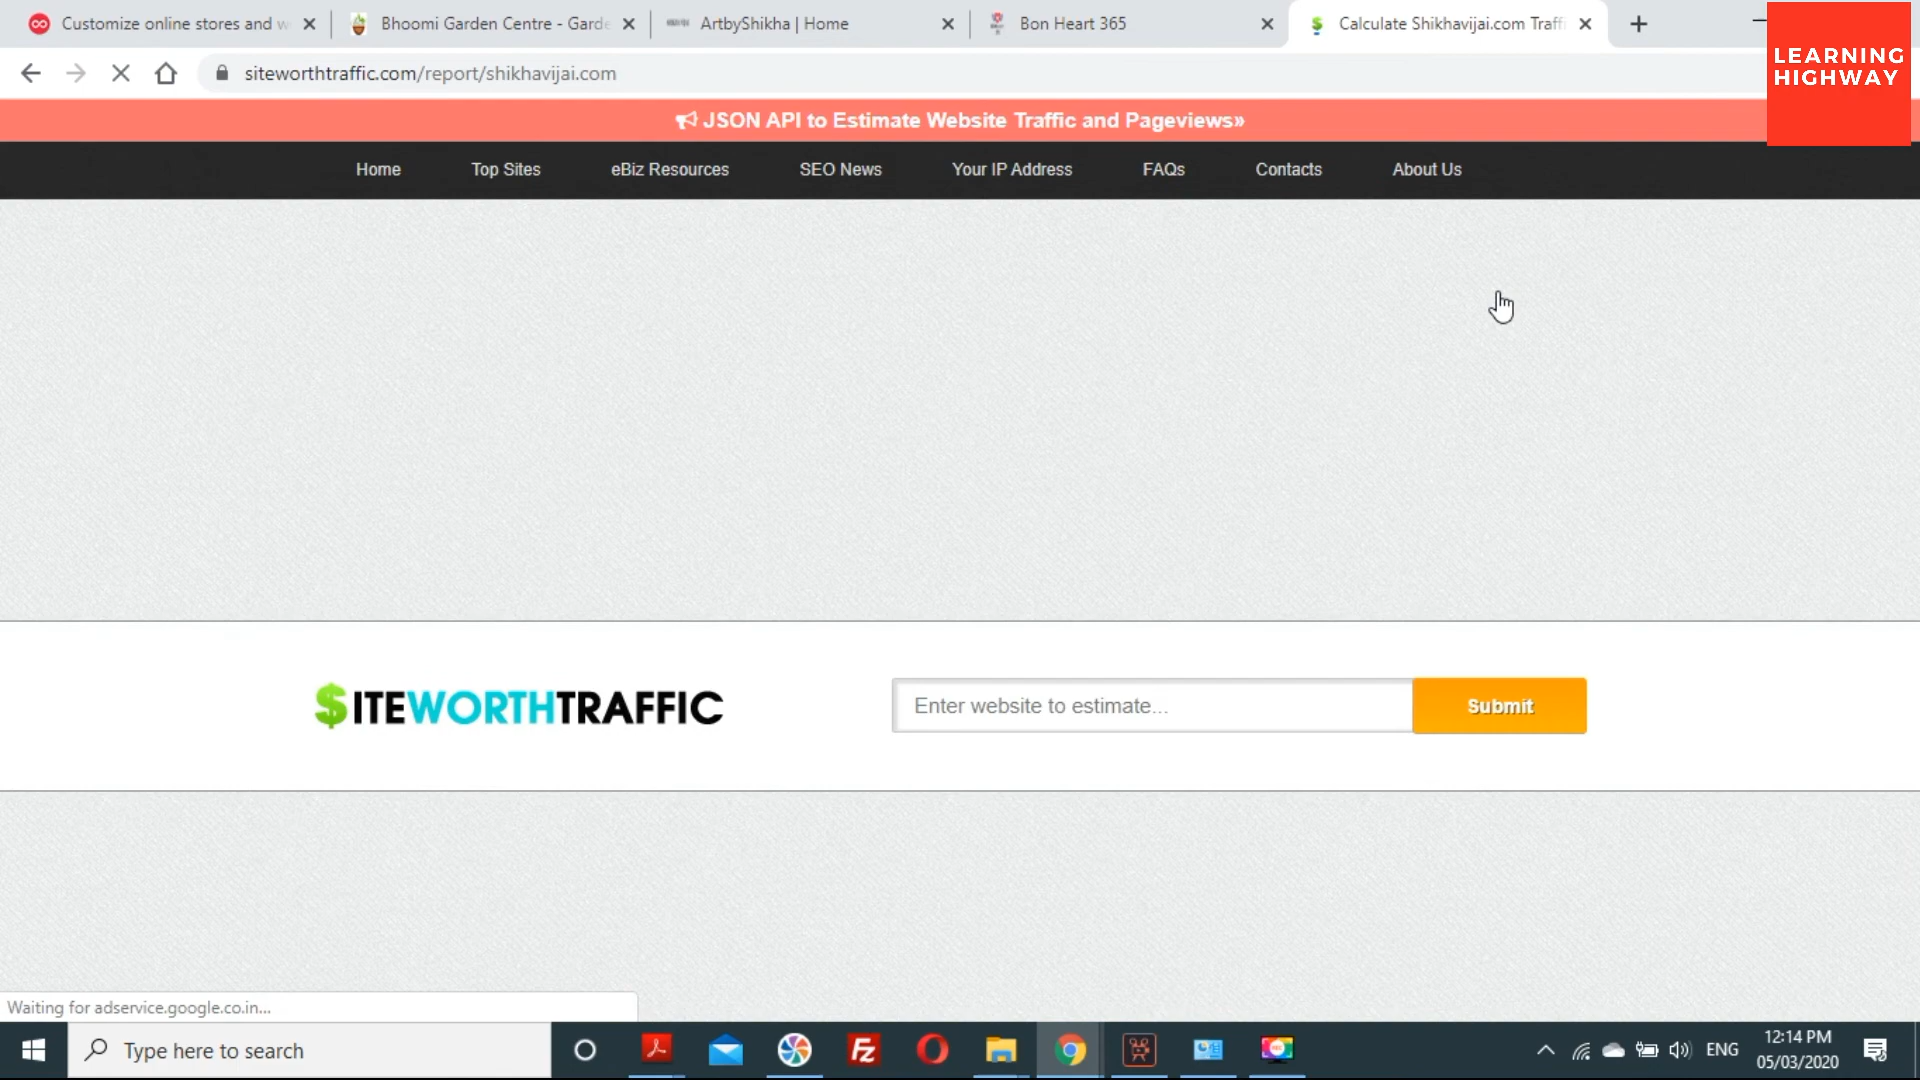 Customize online stores and w
Bhoomi Garden Centre - Garde
ArtbyShikha | Home
Bon Heart 365
Calculate Shikhavijai.com Traff
LEARNING
HIGHWAY
siteworthtraffic.com/report/shikhavijai.com
JSON API to Estimate Website Traffic and Pageviews»
Home
Top Sites
eBiz Resources
SEO News
Your IP Address
FAQs
Contacts
About Us
$ITEWORTHTRAFFIC
Enter website to estimate...
Submit
Waiting for adservice.google.co.in...
Type here to search
Fz
ENG
12:14 PM
05/03/2020